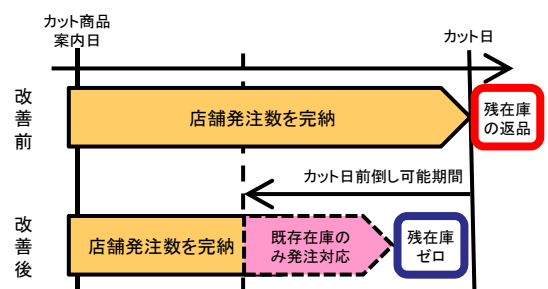 カット商品
案内日
カット日
改善前
店舗発注数を完納
残在庫
の返品
カット日前倒し可能期間
改善後
店舗発注数を完納
既存在庫の
み発注対応
残在庫
ゼロ